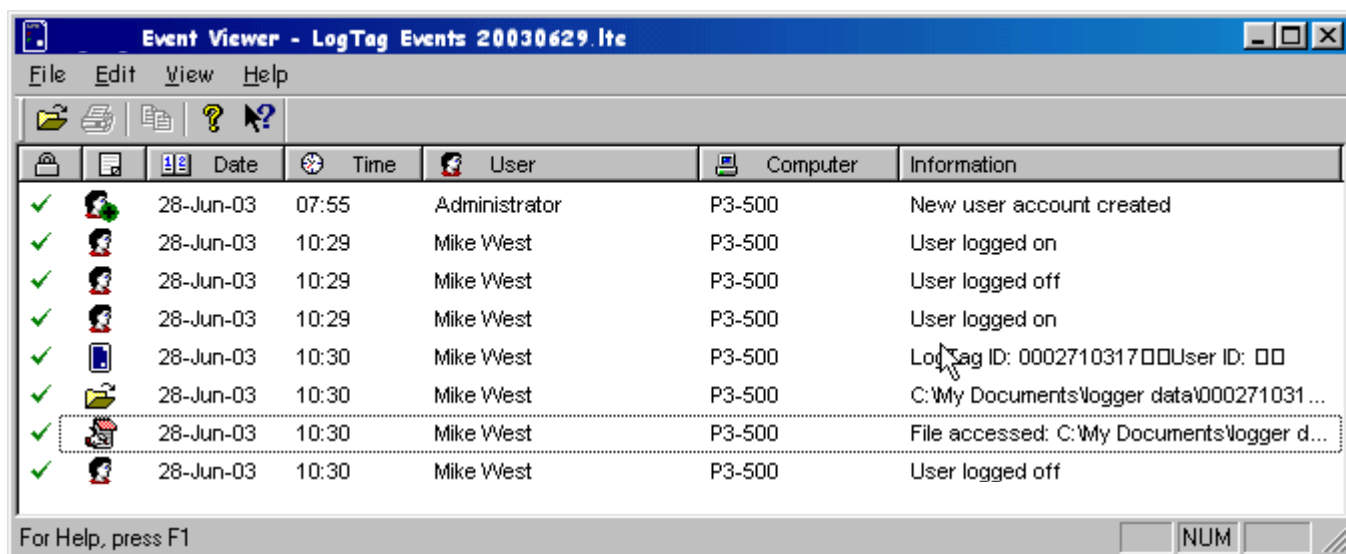 Event Viewer - LogTag Events 20030629.ltc
File Edit View Help
Date Time User Computer Information
28-Jun-03 07:55 Administrator P3-500 New user account created
28-Jun-03 10:29 Mike West P3-500 User logged on
28-Jun-03 10:29 Mike West P3-500 User logged off
28-Jun-03 10:29 Mike West P3-500 User logged on
28-Jun-03 10:30 Mike West P3-500 LogTag ID: 0002710317□□User ID: □□
28-Jun-03 10:30 Mike West P3-500 C:\My Documents\logger data\000271031...
28-Jun-03 10:30 Mike West P3-500 File accessed: C:\My Documents\logger d...
28-Jun-03 10:30 Mike West P3-500 User logged off
For Help, press F1 NUM